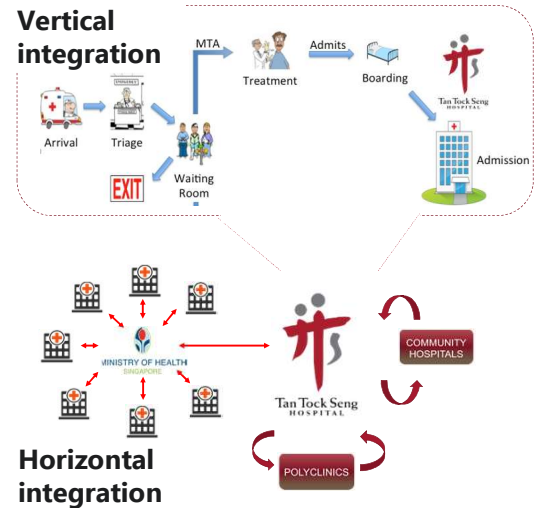 Vertical
integration
MTA
Admits
Treatment
Boarding
Tan Tock Seng
HOSPITAL
Arrival
Triage
Waiting
Room
EXIT
Admission
MINISTRY OF HEALTH
SINGAPORE
Tan Tock Seng
HOSPITAL
COMMUNITY
HOSPITALS
POLYCLINICS
Horizontal
integration